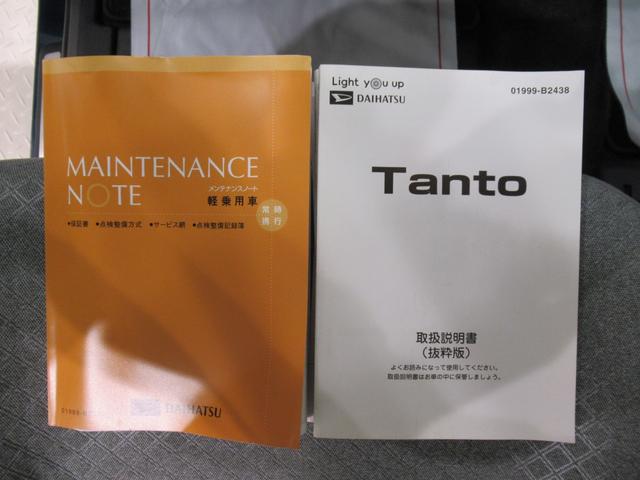 MAINTENANCE
NOTE
メンテナンスノート
軽乗用車
常時
携行
•保証書 •点検整備方式 •サービス網 •点検整備記録簿
DAIHATSU
Light you up
DAIHATSU
01999-B2438
Tanto
取扱説明書
(抜粋版)
よくお読みになって使用してください。
取扱説明書はお車の中に保管しましょう。